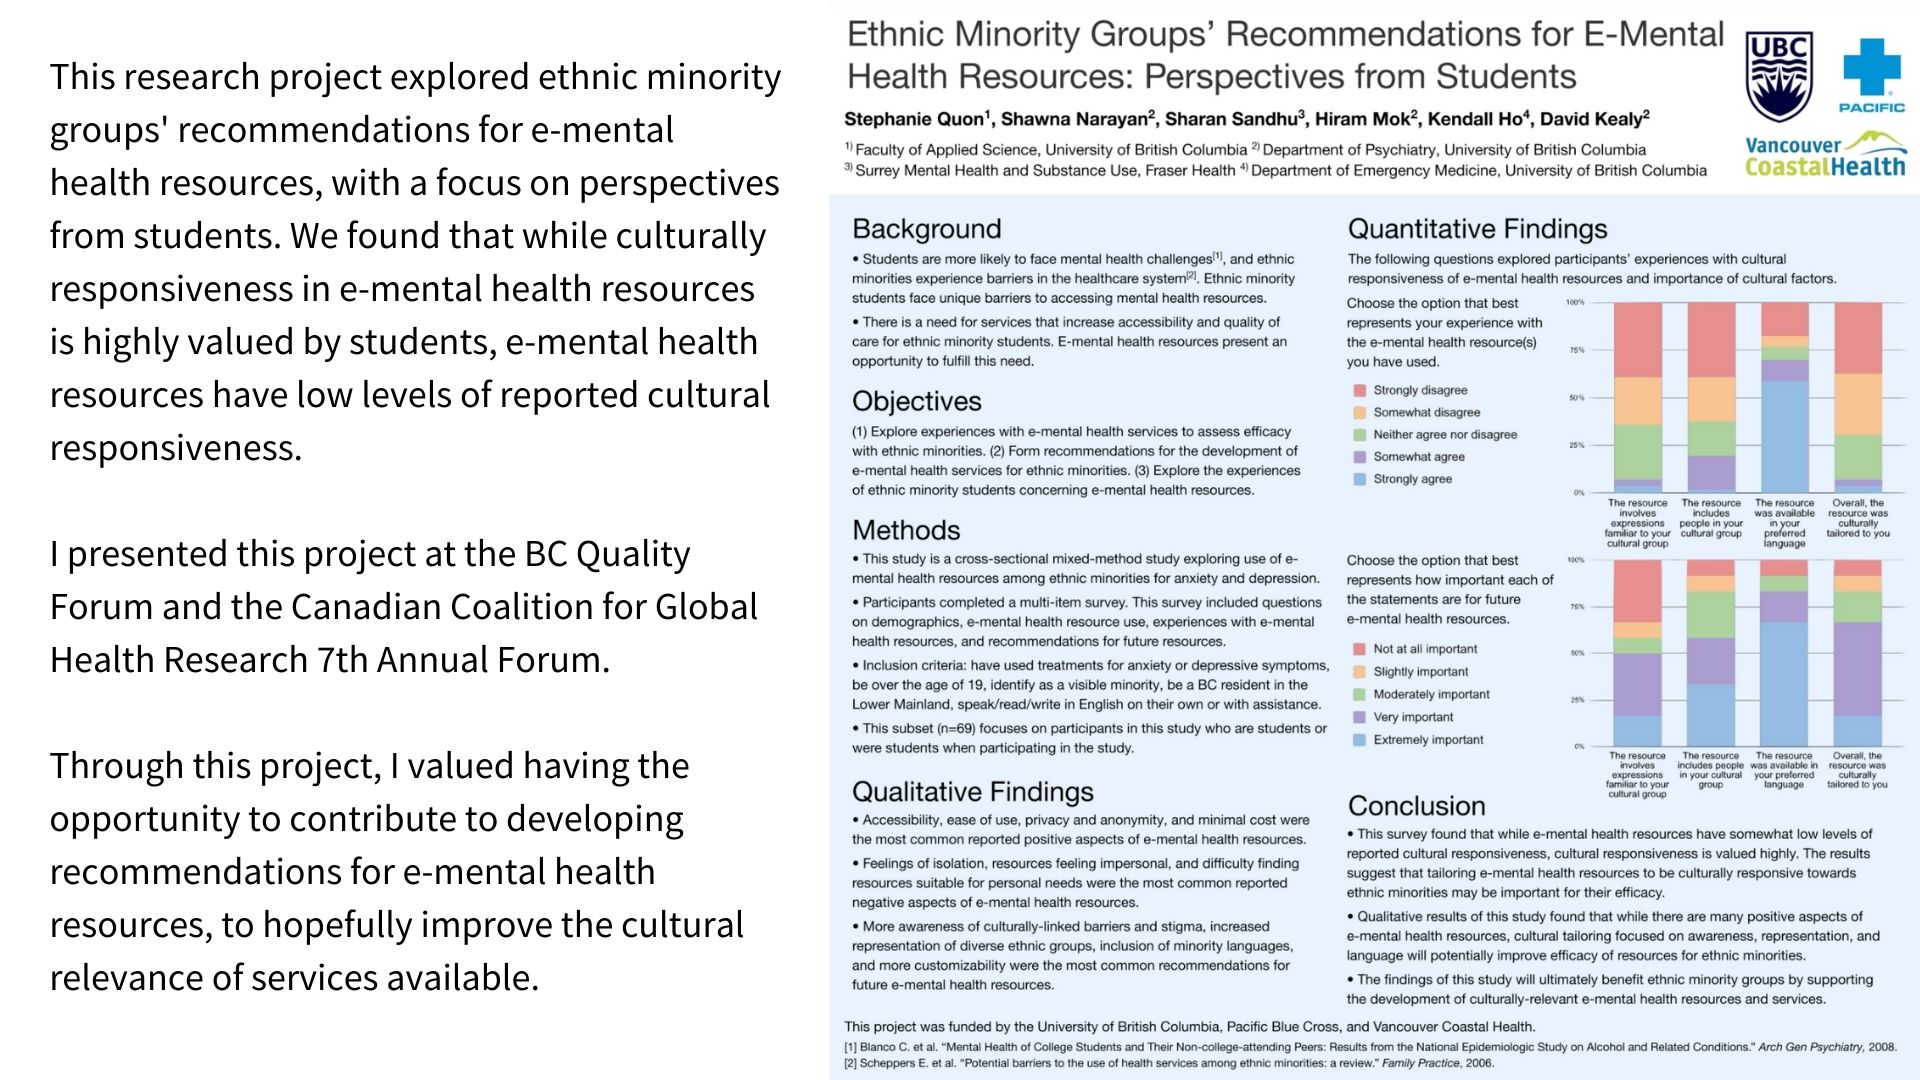 This research project explored ethnic minority
groups' recommendations for e-mental
health resources, with a focus on perspectives
from students. We found that while culturally
responsiveness in e-mental health resources
is highly valued by students, e-mental health
resources have low levels of reported cultural
responsiveness.
I presented this project at the BC Quality
Forum and the Canadian Coalition for Global
Health Research 7th Annual Forum.
Through this project, I valued having the
opportunity to contribute to developing
recommendations for e-mental health
resources, to hopefully improve the cultural
relevance of services available.
Ethnic Minority Groups’ Recommendations for E-Mental
Health Resources: Perspectives from Students
UBC
PACIFIC
Vancouver
CoastalHealth
Stephanie Quon1, Shawna Narayan2, Sharan Sandhu3, Hiram Mok2, Kendall Ho4, David Kealy2
1) Faculty of Applied Science, University of British Columbia 2) Department of Psychiatry, University of British Columbia
3) Surrey Mental Health and Substance Use, Fraser Health 4) Department of Emergency Medicine, University of British Columbia
Background
• Students are more likely to face mental health challenges[1], and ethnic
minorities experience barriers in the healthcare system[2]. Ethnic minority
students face unique barriers to accessing mental health resources.
• There is a need for services that increase accessibility and quality of
care for ethnic minority students. E-mental health resources present an
opportunity to fulfill this need.
Objectives
(1) Explore experiences with e-mental health services to assess efficacy
with ethnic minorities. (2) Form recommendations for the development of
e-mental health services for ethnic minorities. (3) Explore the experiences
of ethnic minority students concerning e-mental health resources.
Methods
• This study is a cross-sectional mixed-method study exploring use of e-
mental health resources among ethnic minorities for anxiety and depression.
• Participants completed a multi-item survey. This survey included questions
on demographics, e-mental health resource use, experiences with e-mental
health resources, and recommendations for future resources.
• Inclusion criteria: have used treatments for anxiety or depressive symptoms,
be over the age of 19, identify as a visible minority, be a BC resident in the
Lower Mainland, speak/read/write in English on their own or with assistance.
• This subset (n=69) focuses on participants in this study who are students or
were students when participating in the study.
Qualitative Findings
• Accessibility, ease of use, privacy and anonymity, and minimal cost were
the most common reported positive aspects of e-mental health resources.
• Feelings of isolation, resources feeling impersonal, and difficulty finding
resources suitable for personal needs were the most common reported
negative aspects of e-mental health resources.
• More awareness of culturally-linked barriers and stigma, increased
representation of diverse ethnic groups, inclusion of minority languages,
and more customizability were the most common recommendations for
future e-mental health resources.
Quantitative Findings
The following questions explored participants’ experiences with cultural
responsiveness of e-mental health resources and importance of cultural factors.
Choose the option that best
represents your experience with
the e-mental health resource(s)
you have used.
Strongly disagree
Somewhat disagree
Neither agree nor disagree
Somewhat agree
Strongly agree
100%
75%
50%
25%
0%
The resource
involves
expressions
familiar to your
cultural group
The resource
includes
people in your
cultural group
The resource
was available
in your
preferred
language
Overall, the
resource was
culturally
tailored to you
Choose the option that best
represents how important each of
the statements are for future
e-mental health resources.
Not at all important
Slightly important
Moderately important
Very important
Extremely important
100%
75%
50%
25%
0%
The resource
involves
expressions
familiar to your
cultural group
The resource
includes people
in your cultural
group
The resource
was available in
your preferred
language
Overall, the
resource was
culturally
tailored to you
Conclusion
• This survey found that while e-mental health resources have somewhat low levels of
reported cultural responsiveness, cultural responsiveness is valued highly. The results
suggest that tailoring e-mental health resources to be culturally responsive towards
ethnic minorities may be important for their efficacy.
• Qualitative results of this study found that while there are many positive aspects of
e-mental health resources, cultural tailoring focused on awareness, representation, and
language will potentially improve efficacy of resources for ethnic minorities.
• The findings of this study will ultimately benefit ethnic minority groups by supporting
the development of culturally-relevant e-mental health resources and services.
This project was funded by the University of British Columbia, Pacific Blue Cross, and Vancouver Coastal Health.
[1] Blanco C. et al. “Mental Health of College Students and Their Non-college-attending Peers: Results from the National Epidemiologic Study on Alcohol and Related Conditions.” Arch Gen Psychiatry, 2008.
[2] Scheppers E. et al. “Potential barriers to the use of health services among ethnic minorities: a review.” Family Practice, 2006.